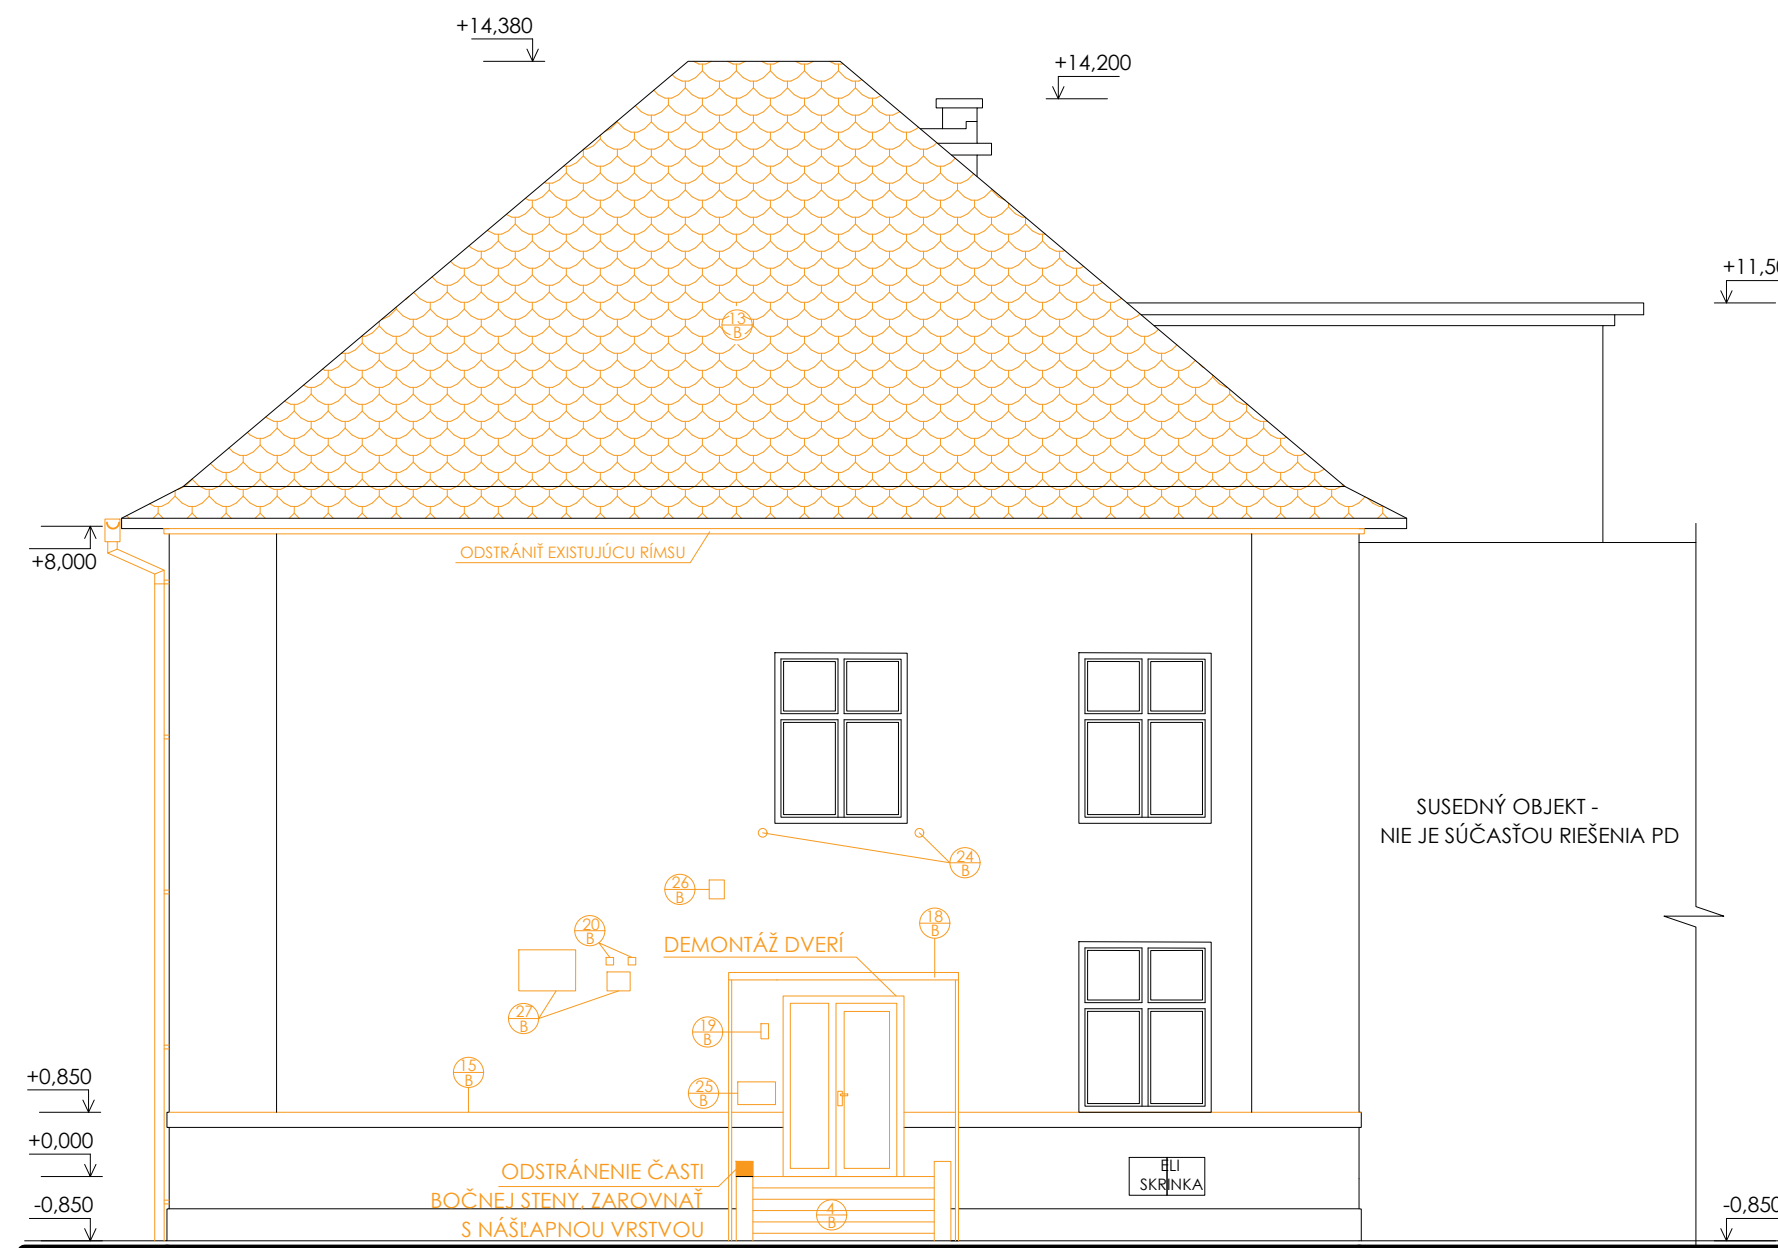 +14,380
+14,200
+11,50
13
B
ODSTRÁNIŤ EXISTUJÚCU RÍMSU
+8,000
SUSEDNÝ OBJEKT -
NIE JE SÚČASŤOU RIEŠENIA PD
24
B
26
B
20
B
18
B
DEMONTÁŽ DVERÍ
27
B
19
B
15
B
25
B
+0,850
+0,000
-0,850
ODSTRÁNENIE ČASTI
BOČNEJ STENY, ZAROVNAŤ
S NÁŠĽAPNOU VRSTVOU
4
B
ELI
SKRINKA
-0,850